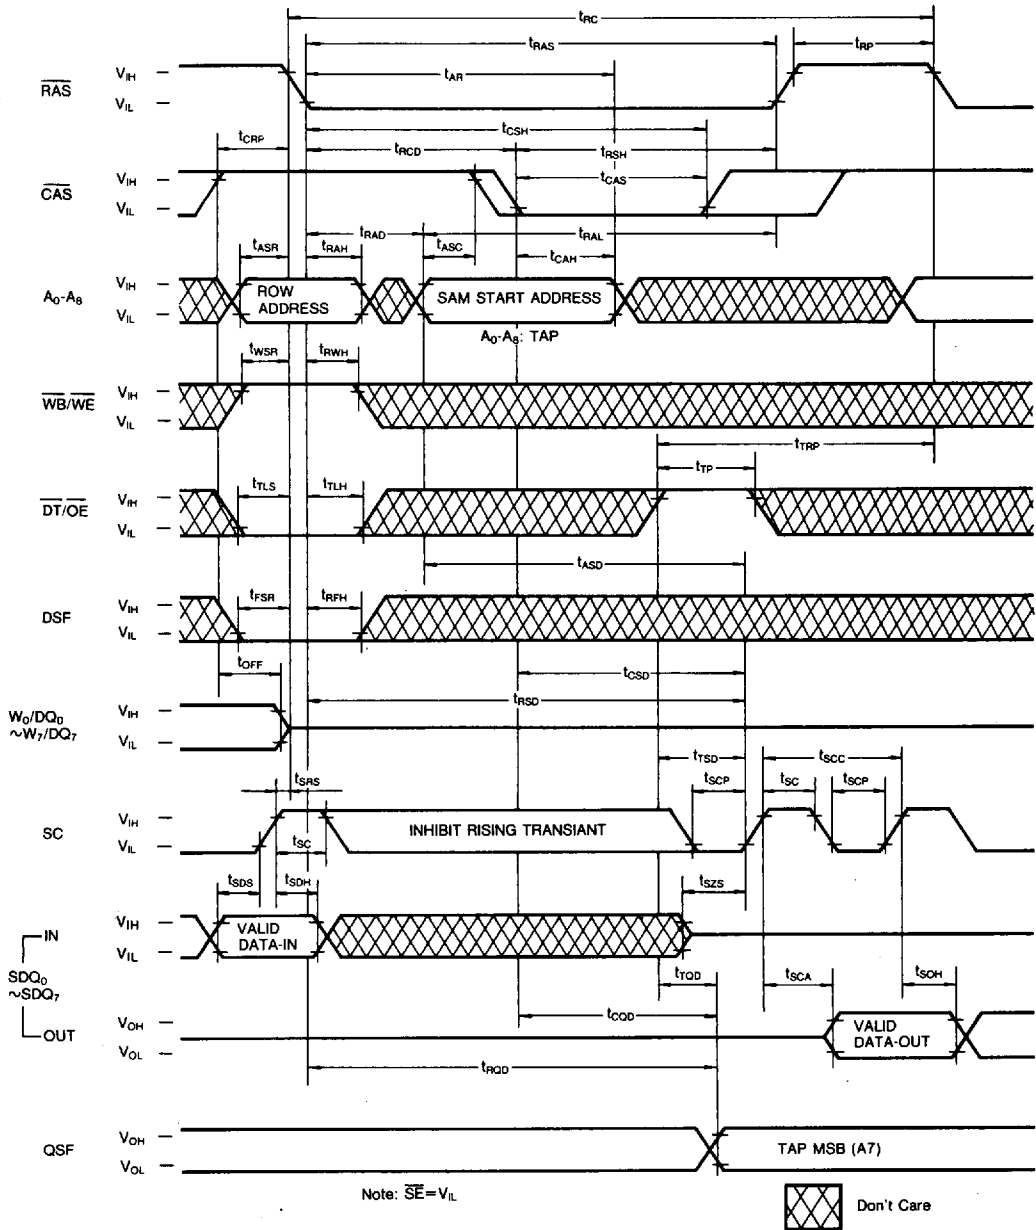 tRC
tRAS
tRP
tAR
RAS
VIH
VIL
tCRP
tCSH
tRCD
tRSH
tCAS
CAS
VIH
VIL
tRAD
tRAL
tASR
tRAH
tASC
tCAH
A0-A8
VIH
VIL
ROW
ADDRESS
SAM START ADDRESS
A0-A8: TAP
tWSR
tRWH
WB/WE
VIH
VIL
tTRP
tTP
tTLS
tTLH
DT/OE
VIH
VIL
tASD
tFSR
tRFH
DSF
VIH
VIL
tOFF
tCSD
tRSD
W0/DQ0
~W7/DQ7
VIH
VIL
tTSD
tSCC
tSRS
tSCP
tSC
tSCP
SC
VIH
VIL
INHIBIT RISING TRANSIANT
tSC
tSZS
tSDS
tSDH
IN
VIH
VIL
VALID
DATA-IN
SDQ0
~SDQ7
tTQD
tSCA
tSOH
tCQD
OUT
VOH
VOL
VALID
DATA-OUT
tRQD
QSF
VOH
VOL
TAP MSB (A7)
Note: SE=VIL
Don't Care